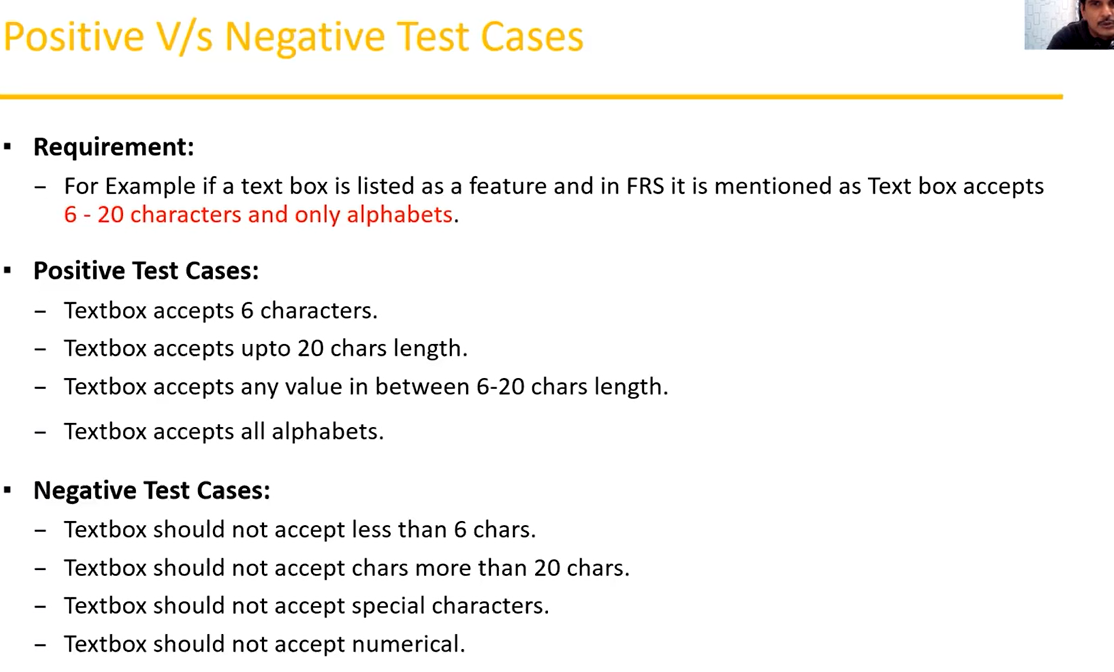 Positive V/s Negative Test Cases
▪ Requirement:
– For Example if a text box is listed as a feature and in FRS it is mentioned as Text box accepts
6 - 20 characters and only alphabets.
▪ Positive Test Cases:
– Textbox accepts 6 characters.
– Textbox accepts upto 20 chars length.
– Textbox accepts any value in between 6-20 chars length.
– Textbox accepts all alphabets.
▪ Negative Test Cases:
– Textbox should not accept less than 6 chars.
– Textbox should not accept chars more than 20 chars.
– Textbox should not accept special characters.
– Textbox should not accept numerical.